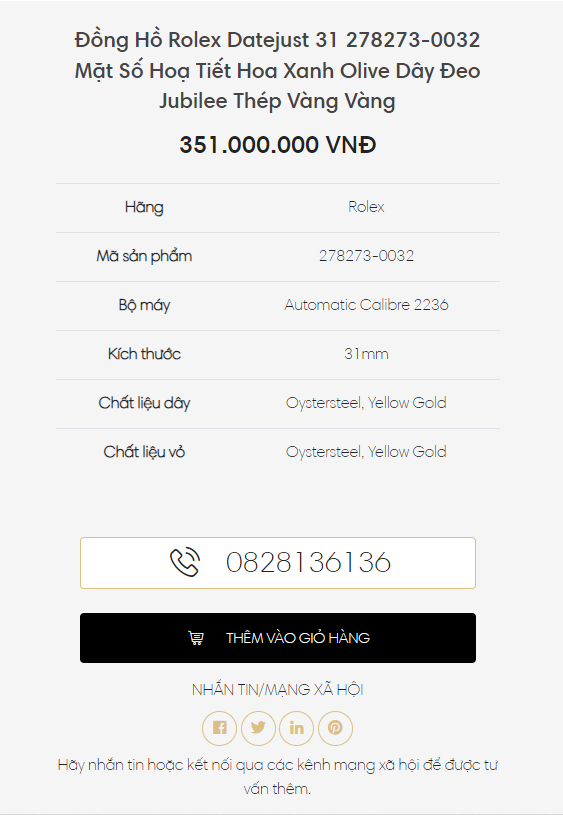 Đồng Hồ Rolex Datejust 31 278273-0032
Mặt Số Hoạ Tiết Hoa Xanh Olive Dây Đeo
Jubilee Thép Vàng Vàng
351.000.000 VNĐ
Hãng Rolex
Mã sản phẩm 278273-0032
Bộ máy Automatic Calibre 2236
Kích thước 31mm
Chất liệu dây Oystersteel, Yellow Gold
Chất liệu vỏ Oystersteel, Yellow Gold
0828136136
THÊM VÀO GIỎ HÀNG
NHẮN TIN/MẠNG XÃ HỘI
Hãy nhắn tin hoặc kết nối qua các kênh mạng xã hội để được tư
vấn thêm.